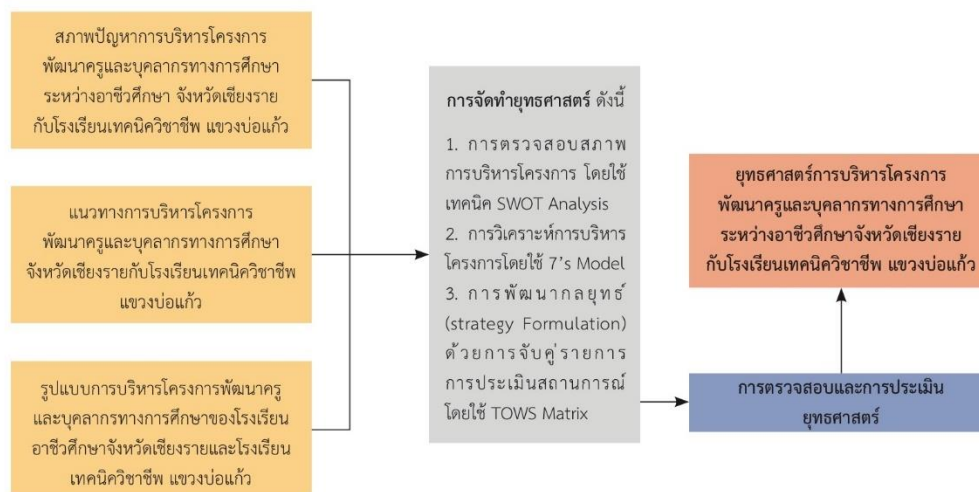 สภาพปัญหาการบริหารโครงการ
พัฒนาครูและบุคลากรทางการศึกษา
ระหว่างอาชีวศึกษา จังหวัดเชียงราย
กับโรงเรียนเทคนิควิชาชีพ แขวงบ่อแก้ว
แนวทางการบริหารโครงการ
พัฒนาครูและบุคลากรทางการศึกษา
จังหวัดเชียงรายกับโรงเรียนเทคนิควิชาชีพ
แขวงบ่อแก้ว
รูปแบบการบริหารโครงการพัฒนาครู
และบุคลากรทางการศึกษาของโรงเรียน
อาชีวศึกษาจังหวัดเชียงรายและโรงเรียน
เทคนิควิชาชีพ แขวงบ่อแก้ว
การจัดทำยุทธศาสตร์ ดังนี้
1. การตรวจสอบสภาพ
การบริหารโครงการ โดยใช้
เทคนิค SWOT Analysis
2. การวิเคราะห์การบริหาร
โครงการโดยใช้ 7's Model
3. การพัฒนากลยุทธ์
(strategy Formulation)
ด้วยการจับคู่รายการ
การประเมินสถานการณ์
โดยใช้ TOWS Matrix
ยุทธศาสตร์การบริหารโครงการ
พัฒนาครูและบุคลากรทางการศึกษา
ระหว่างอาชีวศึกษาจังหวัดเชียงราย
กับโรงเรียนเทคนิควิชาชีพ แขวงบ่อแก้ว
การตรวจสอบและการประเมิน
ยุทธศาสตร์